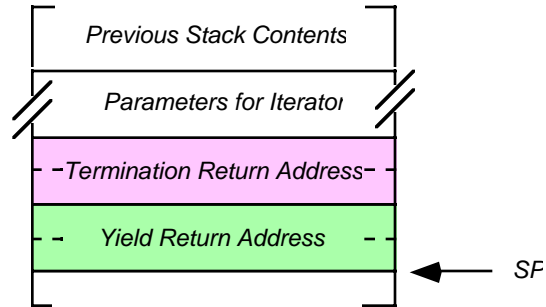 Previous Stack Contents
Parameters for Iterator
Termination Return Address
Yield Return Address
SP